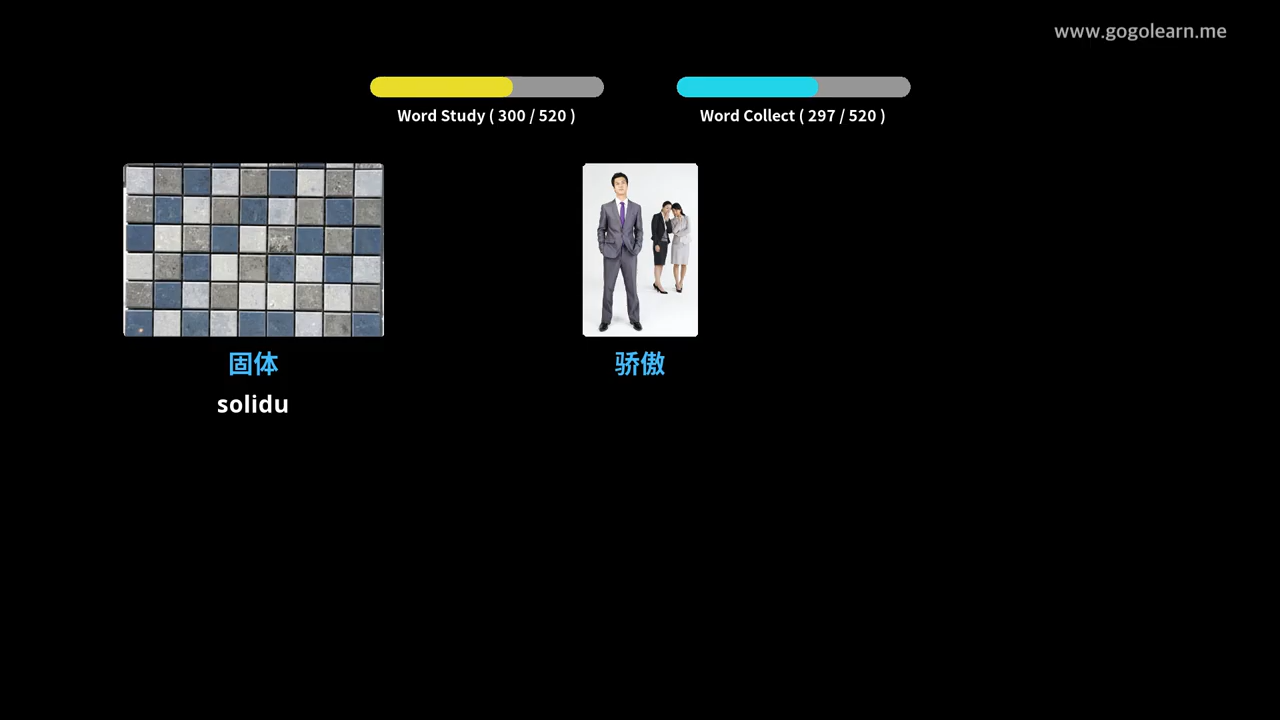 www.gogolearn.me
Word Study ( 300 / 520 )
Word Collect ( 297 / 520 )
固体
solidu
骄傲